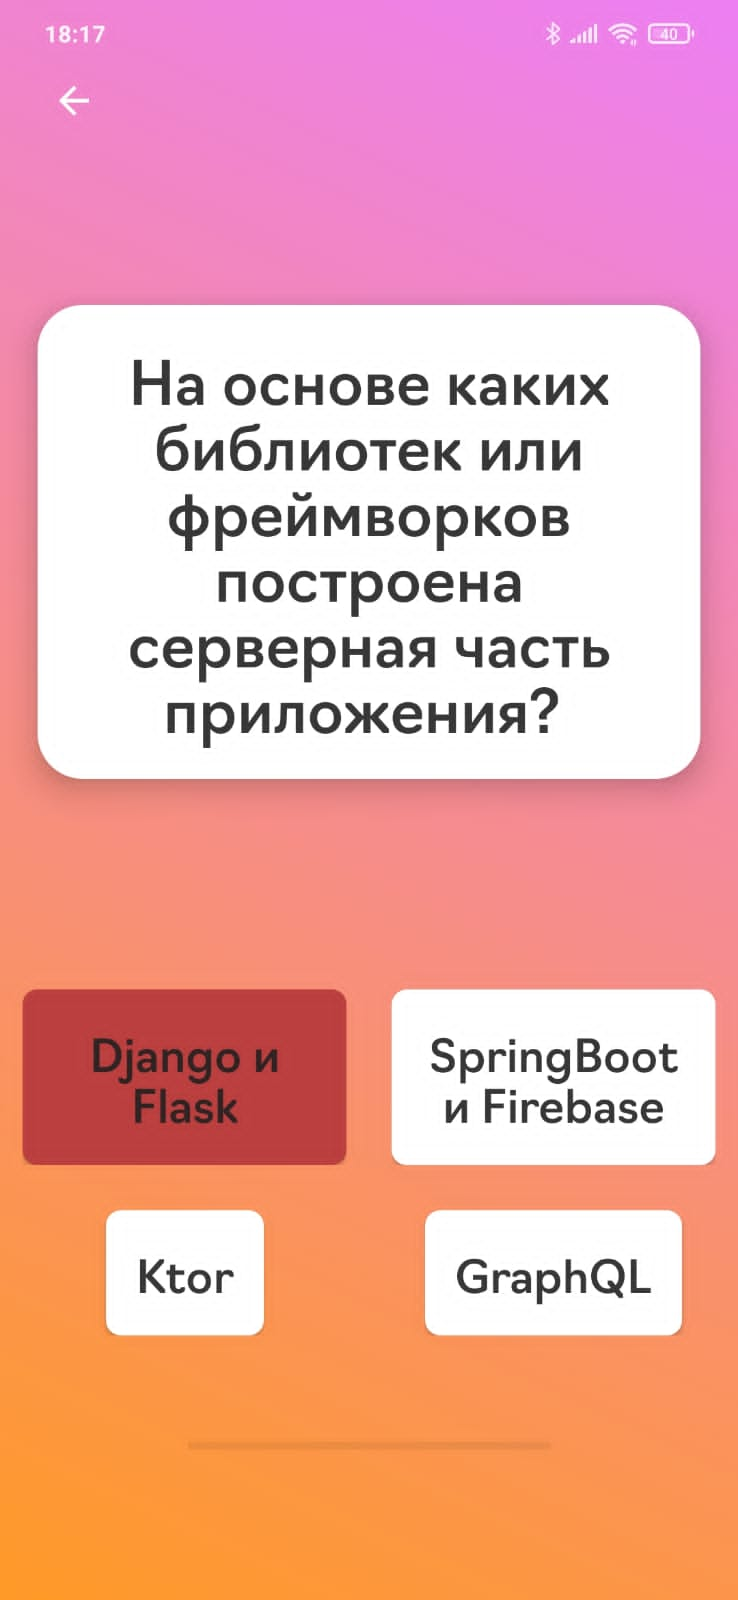 18:17
40
На основе каких
библиотек или
фреймворков
построена
серверная часть
приложения?
Django и
Flask
SpringBoot
и Firebase
Ktor
GraphQL